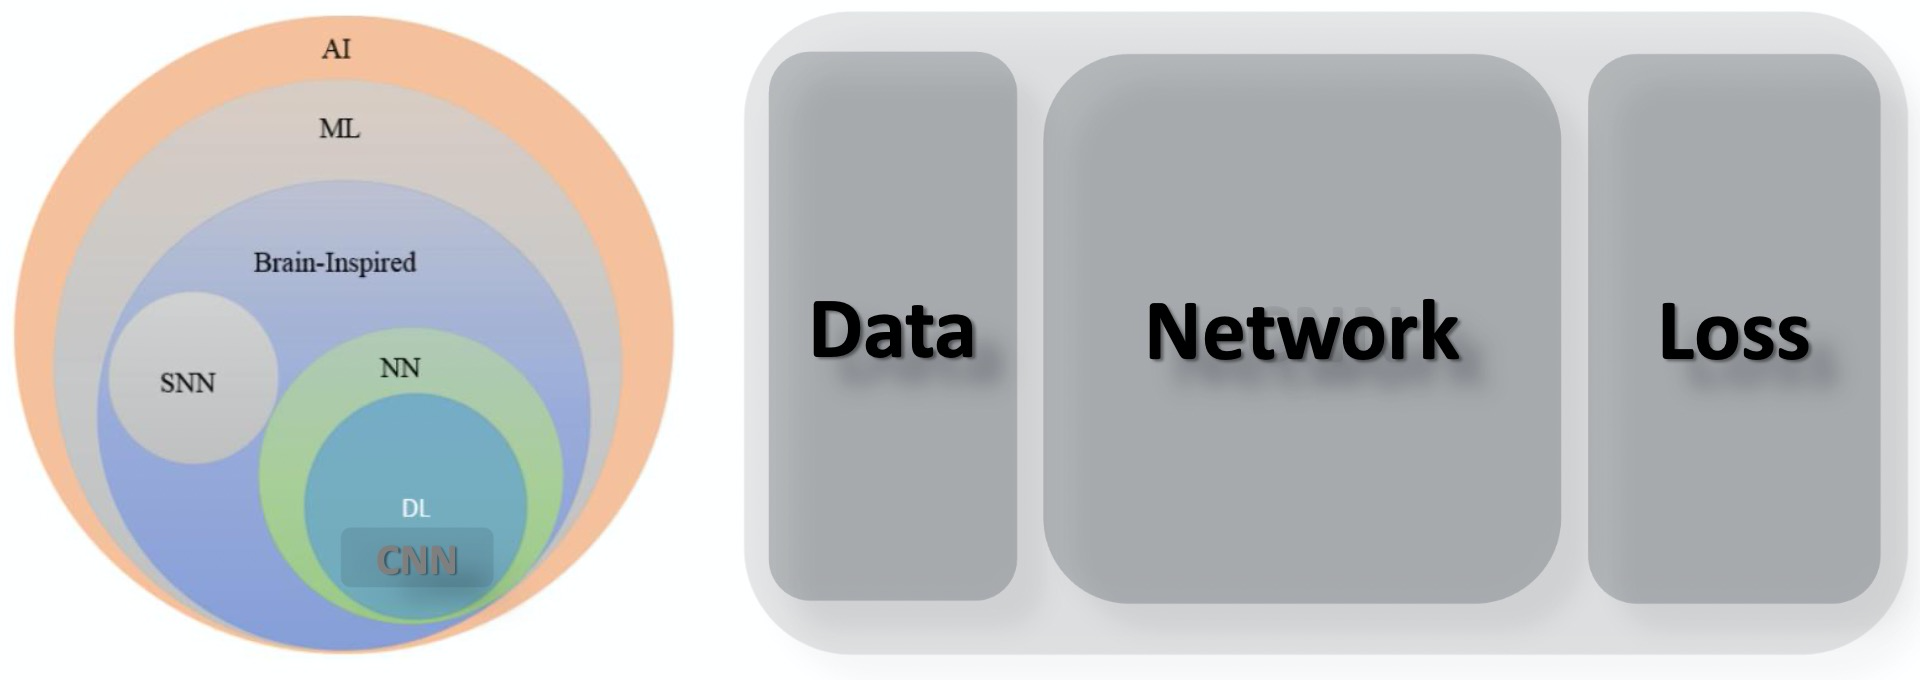 AI
ML
Brain-Inspired
SNN
NN
DL
CNN
Data
Network
Loss